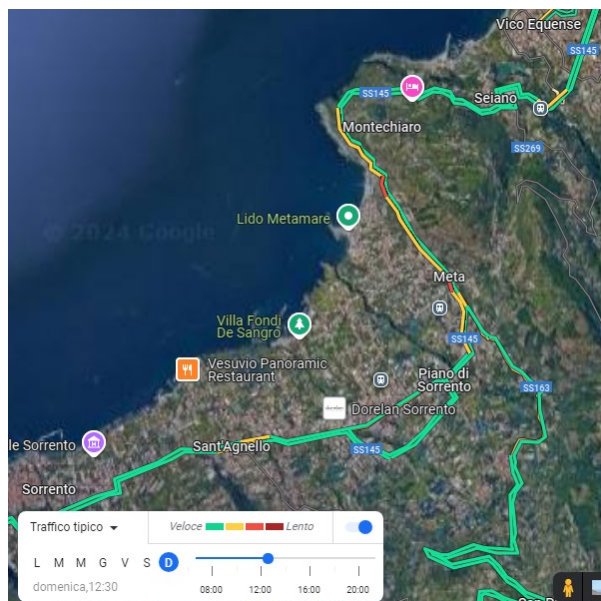 Vico Equense
SS145
SS145
Seiano
Montechiaro
SS269
Lido Metamare
© 2024 Google
Meta
Villa Fondi
De Sangro
SS145
Vesuvio Panoramic
Restaurant
Piano di
Sorrento
SS163
Dorelan Sorrento
le Sorrento
Sant'Agnello
SS145
Sorrento
Traffico tipico
Veloce
Lento
L M M G V S D
domenica,12:30
08:00 12:00 16:00 20:00